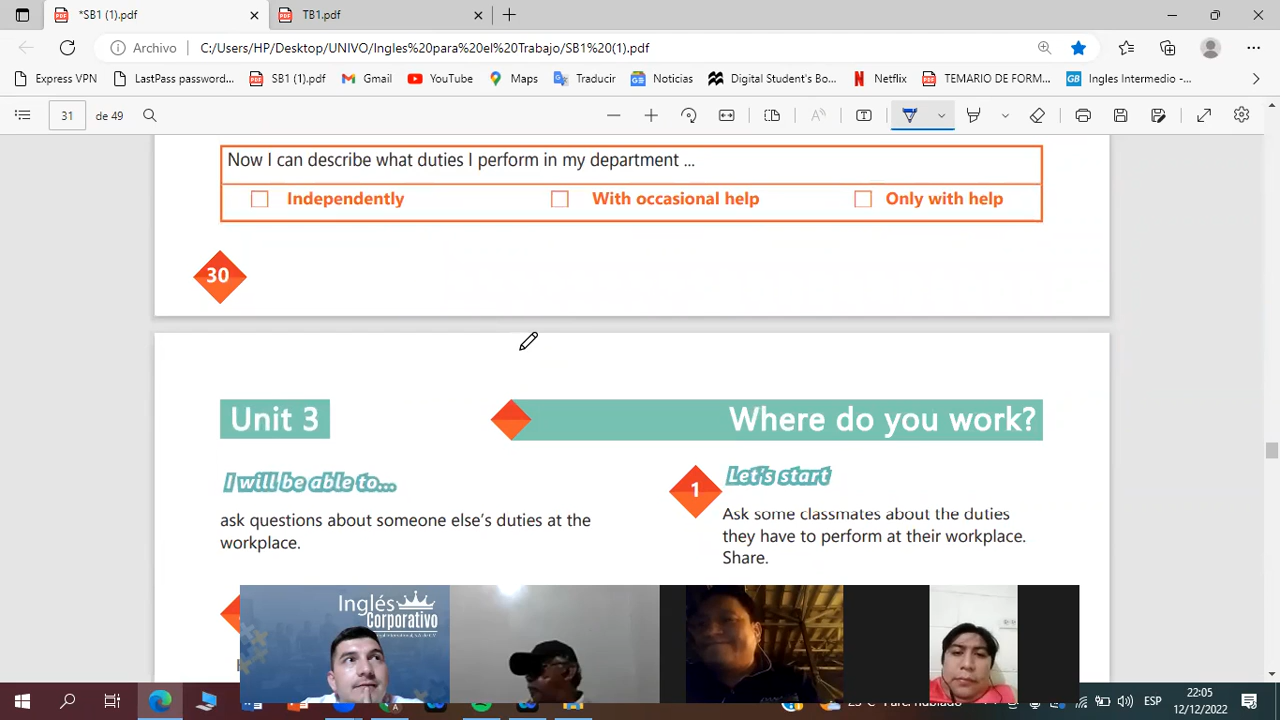 *SB1 (1).pdf
TB1.pdf
Archivo
C:/Users/HP/Desktop/UNIVO/Ingles%20para%20el%20Trabajo/SB1%20(1).pdf
Express VPN
LastPass password...
SB1 (1).pdf
Gmail
YouTube
Maps
Traducir
Noticias
Digital Student's Bo...
Netflix
TEMARIO DE FORM...
Ingles Intermedio -...
31
de 49
Now I can describe what duties I perform in my department ...
Independently
With occasional help
Only with help
30
Unit 3
Where do you work?
I will be able to...
Let's start
1
ask questions about someone else's duties at the
workplace.
Ask some classmates about the duties
they have to perform at their workplace.
Share.
Inglés
Corporativo
ESP
22:05
12/12/2022